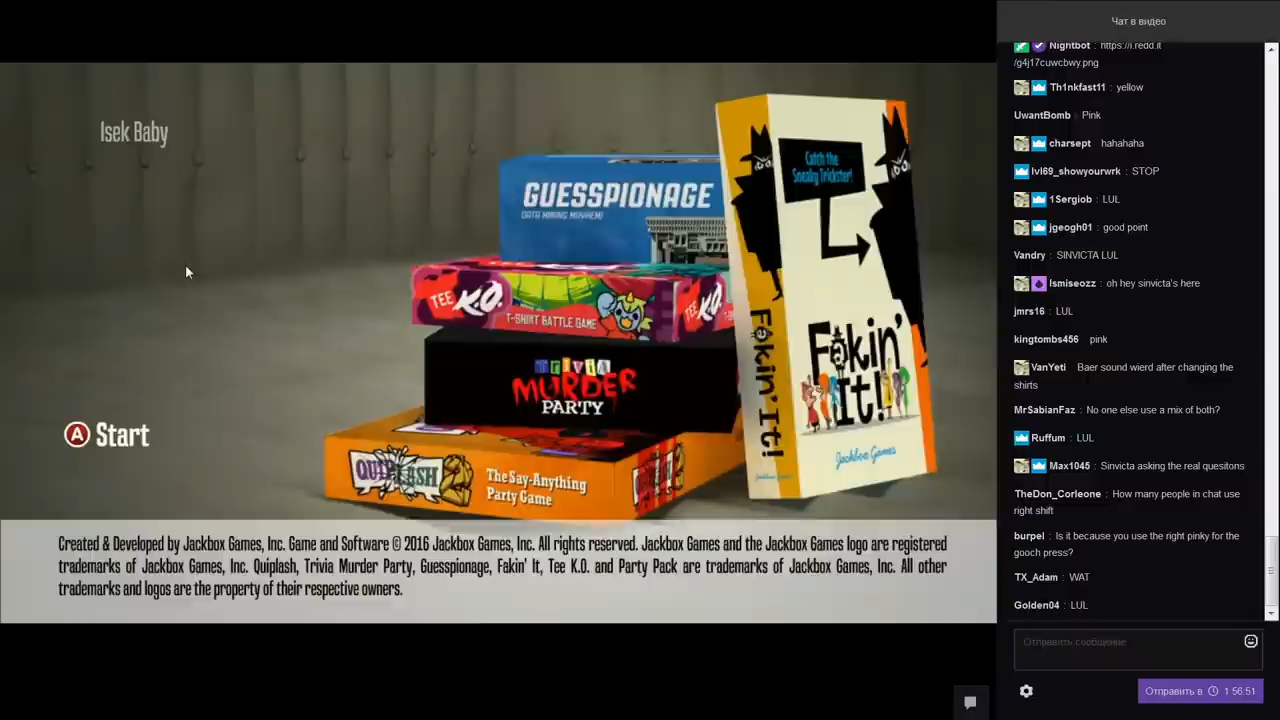 Isek Baby
GUESSPIONAGE
DATA MINING MAYHEM!
TEE K.O.
T-SHIRT BATTLE GAME
TEE K.O.
TRIVIA
MURDER
PARTY
QUIPLASH
The Say-Anything
Party Game
Catch the
Sneaky Trickster!
Fakin' It!
Fakin'
It!
Jackbox Games
A Start
Created & Developed by Jackbox Games, Inc. Game and Software © 2016 Jackbox Games, Inc. All rights reserved. Jackbox Games and the Jackbox Games logo are registered
trademarks of Jackbox Games, Inc. Quiplash, Trivia Murder Party, Guesspionage, Fakin' It, Tee K.O. and Party Pack are trademarks of Jackbox Games, Inc. All other
trademarks and logos are the property of their respective owners.
Чат в видео
Nightbot : https://i.redd.it
/g4j17cuwcbwy.png
Th1nkfast11 : yellow
UwantBomb : Pink
charsept hahahaha
lvl69_showyourwrk : STOP
1Sergiob : LUL
jgeogh01 : good point
Vandry : SINVICTA LUL
Ismiseozz : oh hey sinvicta's here
jmrs16 : LUL
kingtombs456 pink
VanYeti Baer sound wierd after changing the
shirts
MrSabianFaz : No one else use a mix of both?
Ruffum : LUL
Max1045 : Sinvicta asking the real quesitons
TheDon_Corleone : How many people in chat use
right shift
burpel : Is it because you use the right pinky for the
gooch press?
TX_Adam : WAT
Golden04 : LUL
Отправить сообщение
Отправить в 1:56:51